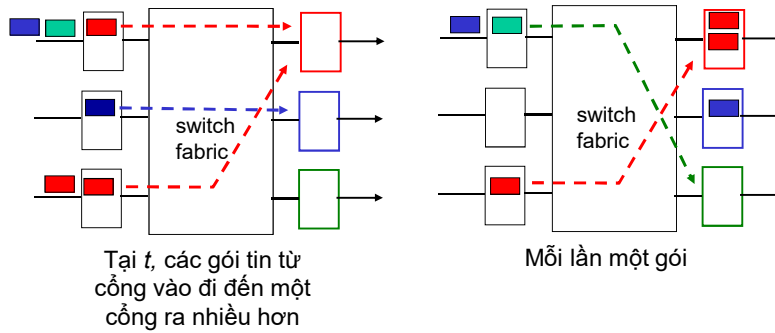 switch
fabric
Tại t, các gói tin từ
cổng vào đi đến một
cổng ra nhiều hơn
switch
fabric
Mỗi lần một gói